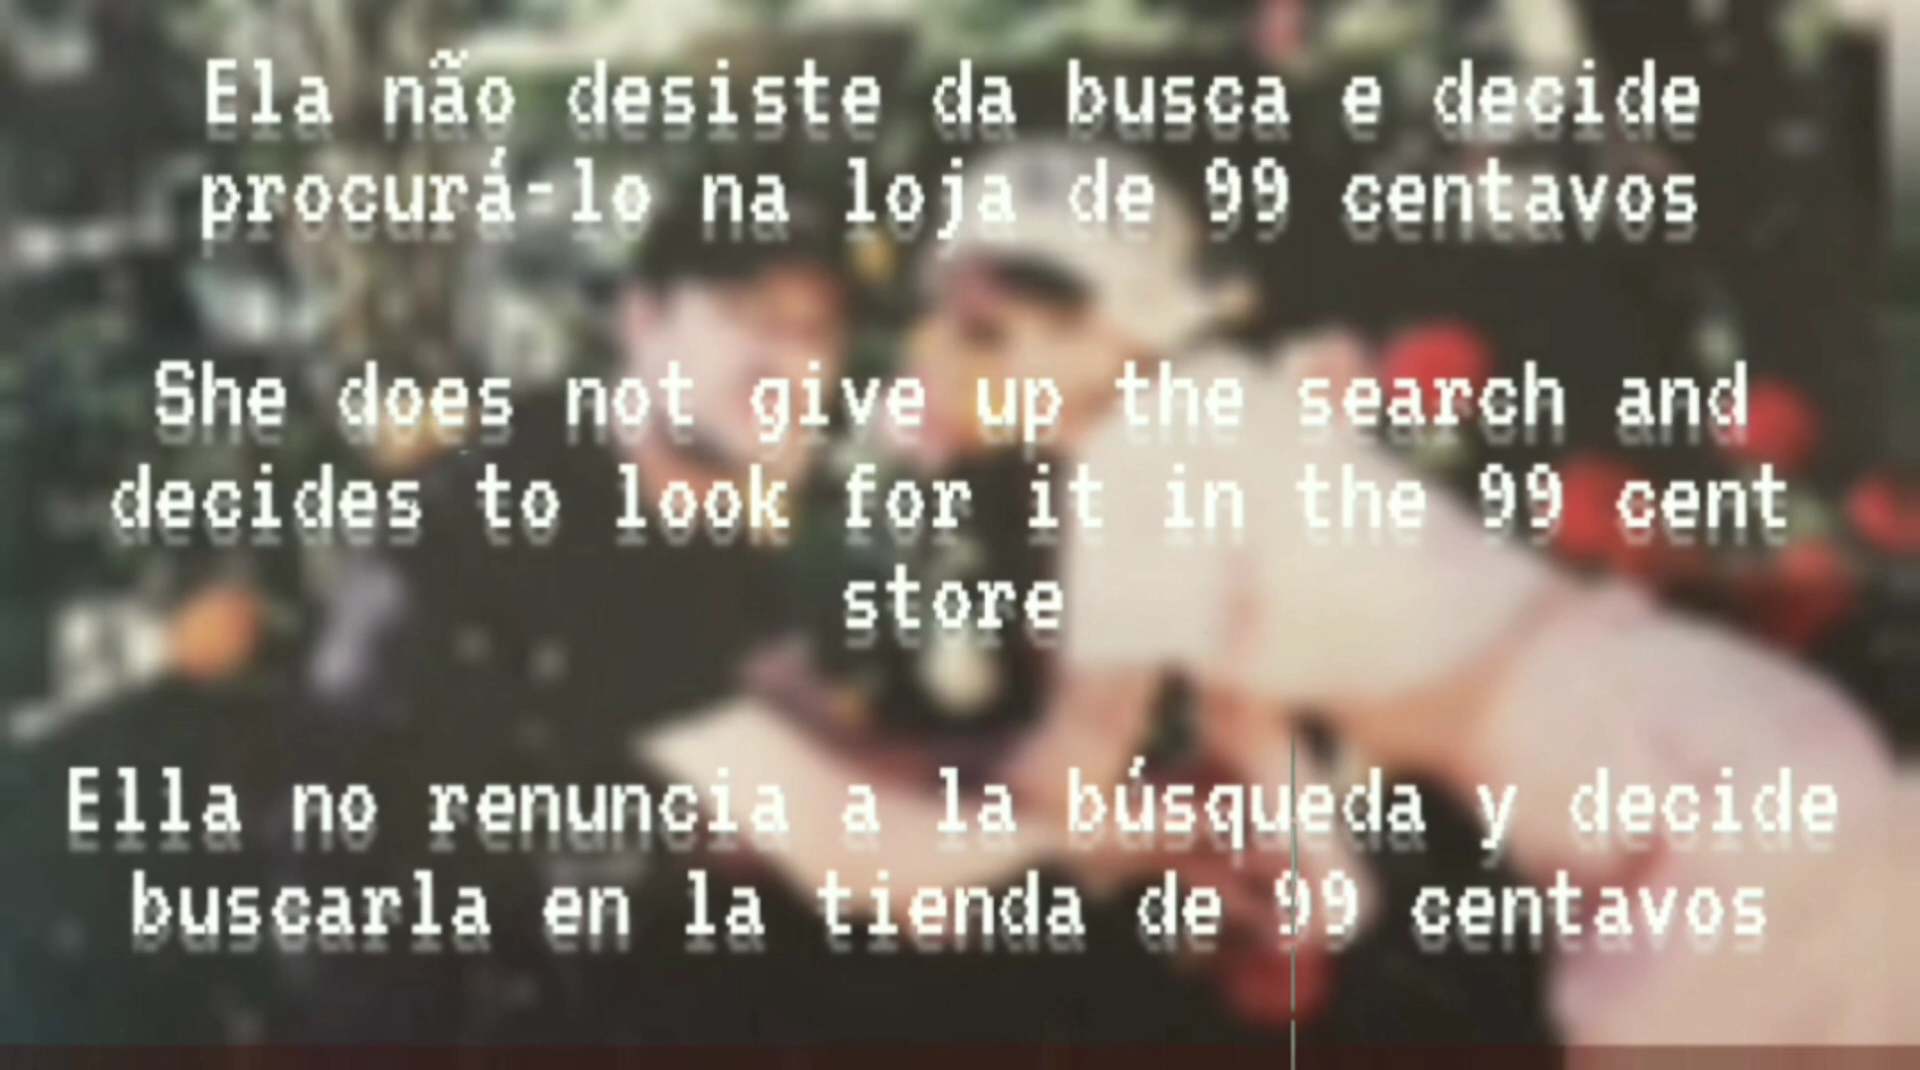 Ela não desiste da busca e decide
procurá-lo na loja de 99 centavos
She does not give up the search and
decides to look for it in the 99 cent
store
Ella no renuncia a la búsqueda y decide
buscarla en la tienda de 99 centavos